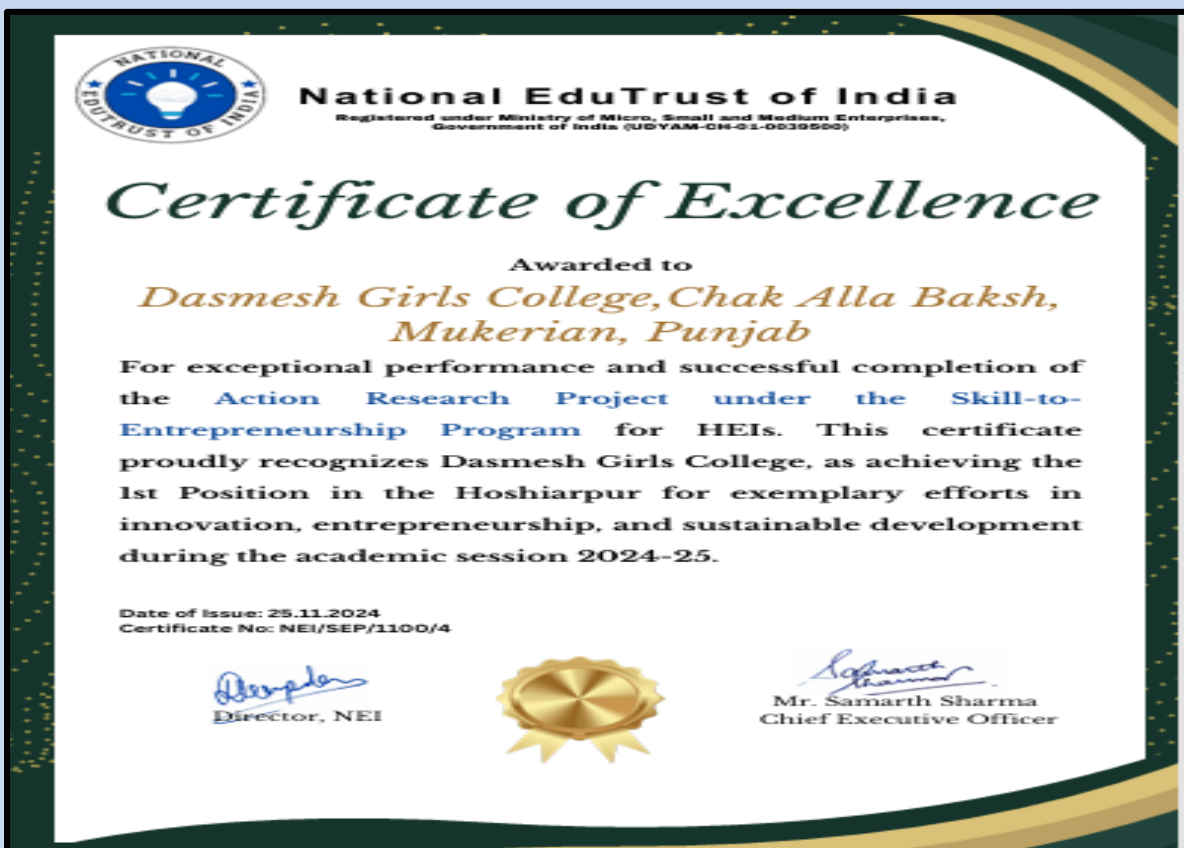 NATIONAL
EDUTRUST OF INDIA
National EduTrust of India
Registered under Ministry of Micro, Small and Medium Enterprises,
Government of India (UDYAM-CH-01-0039500)
Certificate of Excellence
Awarded to
Dasmesh Girls College,Chak Alla Baksh,
Mukerian, Punjab
For exceptional performance and successful completion of
the Action Research Project under the Skill-to-
Entrepreneurship Program for HEIs. This certificate
proudly recognizes Dasmesh Girls College, as achieving the
1st Position in the Hoshiarpur for exemplary efforts in
innovation, entrepreneurship, and sustainable development
during the academic session 2024-25.
Date of Issue: 25.11.2024
Certificate No: NEI/SEP/1100/4
Director, NEI
Samarth
Sharma
Mr. Samarth Sharma
Chief Executive Officer